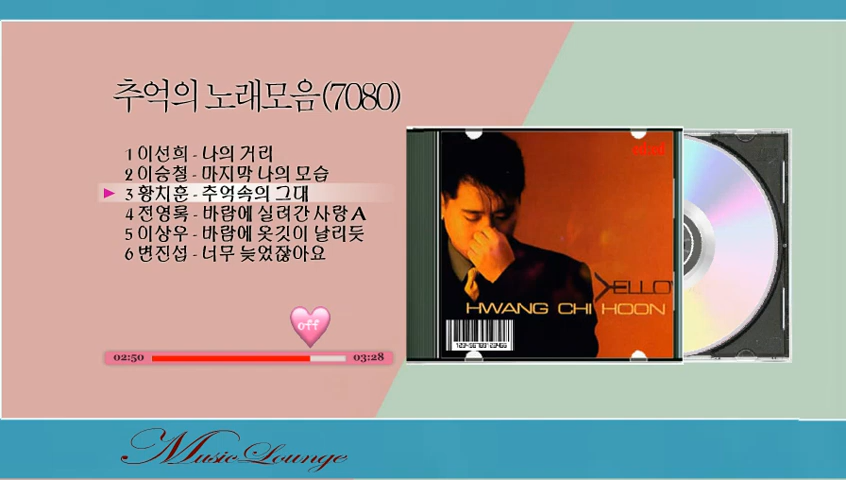 추억의 노래모음(7080)
1 이선희 - 나의 거리
2 이승철 - 마지막 나의 모습
3 황치훈 - 추억속의 그대
4 전영록 - 바람에 실려간 사랑 A
5 이상우 - 바람에 옷깃이 날리듯
6 변진섭 - 너무 늦었잖아요
off
02:50 03:28
YELLO
HWANG CHI HOON
Music Lounge